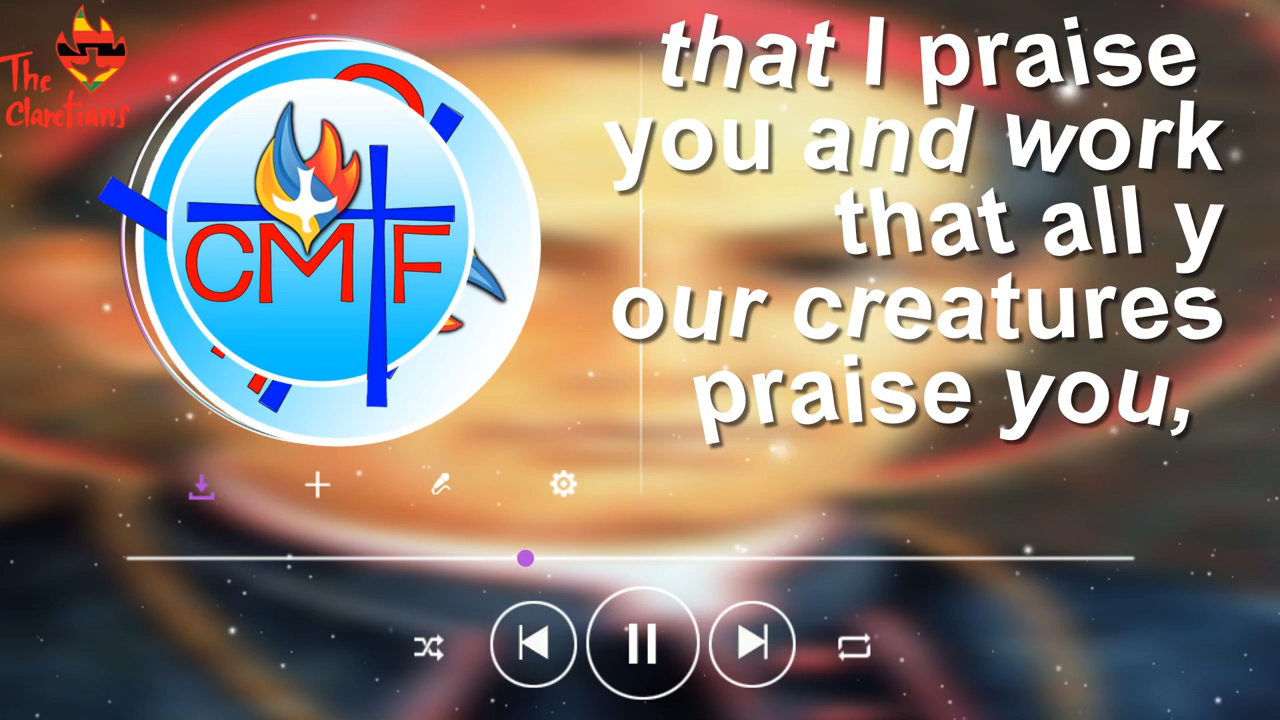 The
Claretians
CMF
that I praise
you and work
that all y
our creatures
praise you,